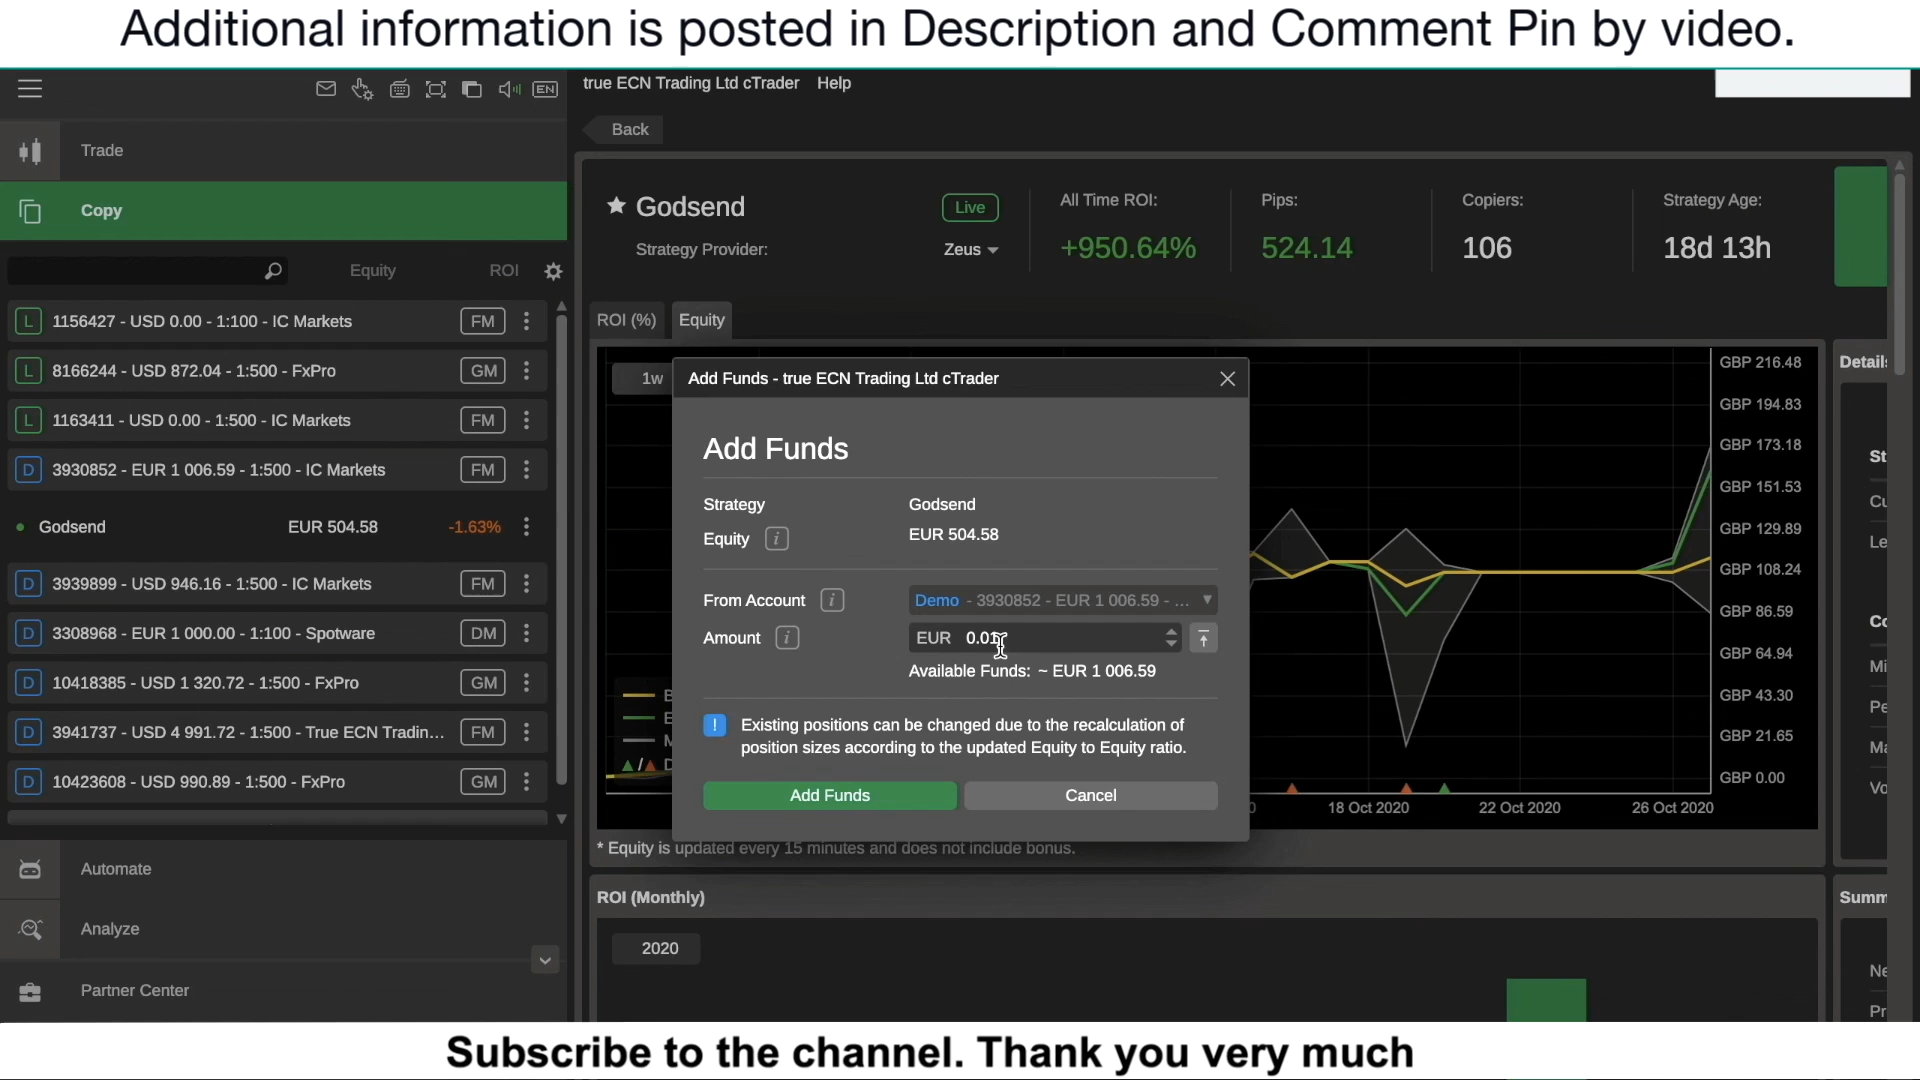 Additional information is posted in Description and Comment Pin by video.
EN
true ECN Trading Ltd cTrader Help
Back
Trade
Copy
Equity ROI
L 1156427 - USD 0.00 - 1:100 - IC Markets FM
L 8166244 - USD 872.04 - 1:500 - FxPro GM
L 1163411 - USD 0.00 - 1:500 - IC Markets FM
D 3930852 - EUR 1 006.59 - 1:500 - IC Markets FM
Godsend EUR 504.58 -1.63%
D 3939899 - USD 946.16 - 1:500 - IC Markets FM
D 3308968 - EUR 1 000.00 - 1:100 - Spotware DM
D 10418385 - USD 1 320.72 - 1:500 - FxPro GM
D 3941737 - USD 4 991.72 - 1:500 - True ECN Tradin... FM
D 10423608 - USD 990.89 - 1:500 - FxPro GM
Automate
Analyze
Partner Center
Godsend Live
Strategy Provider: Zeus
All Time ROI:
+950.64%
Pips:
524.14
Copiers:
106
Strategy Age:
18d 13h
ROI (%) Equity
1w
Add Funds - true ECN Trading Ltd cTrader
Add Funds
Strategy Godsend
Equity i EUR 504.58
From Account i Demo - 3930852 - EUR 1 006.59 - ...
Amount i EUR 0.01
Available Funds: ~ EUR 1 006.59
! Existing positions can be changed due to the recalculation of
position sizes according to the updated Equity to Equity ratio.
Add Funds Cancel
GBP 216.48
GBP 194.83
GBP 173.18
GBP 151.53
GBP 129.89
GBP 108.24
GBP 86.59
GBP 64.94
GBP 43.30
GBP 21.65
GBP 0.00
18 Oct 2020 22 Oct 2020 26 Oct 2020
* Equity is updated every 15 minutes and does not include bonus.
ROI (Monthly)
2020
Details
Subscribe to the channel. Thank you very much